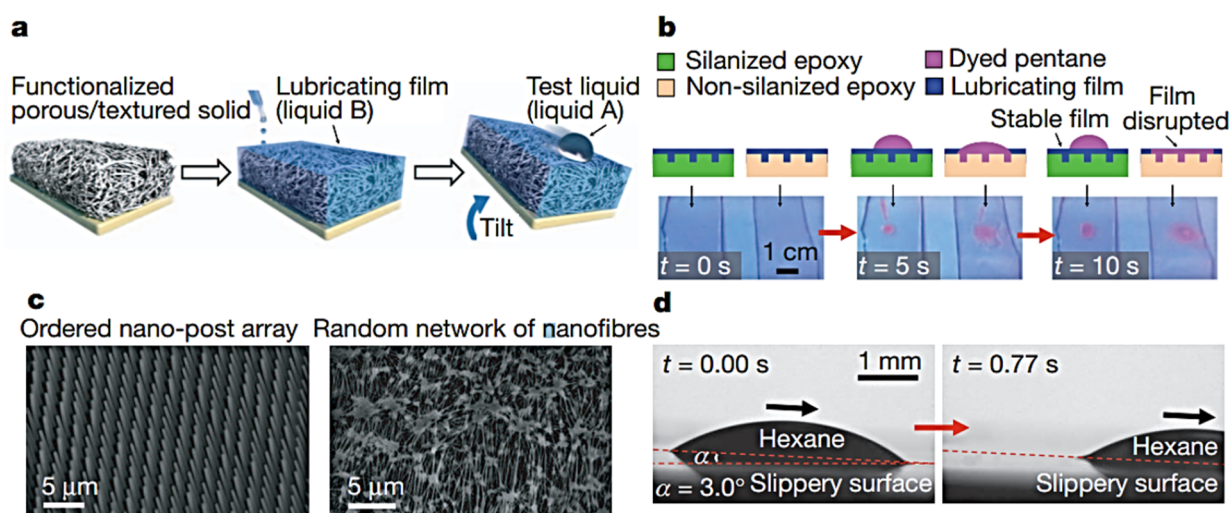 a
Functionalized
porous/textured solid
Lubricating film
(liquid B)
Test liquid
(liquid A)
Tilt
b
Silanized epoxy
Dyed pentane
Non-silanized epoxy
Lubricating film
Stable film
Film
disrupted
1 cm
t = 0 s
t = 5 s
t = 10 s
c
Ordered nano-post array
Random network of nanofibres
5 μm
5 μm
d
t = 0.00 s
1 mm
t = 0.77 s
Hexane
α
α = 3.0°
Slippery surface
Hexane
Slippery surface